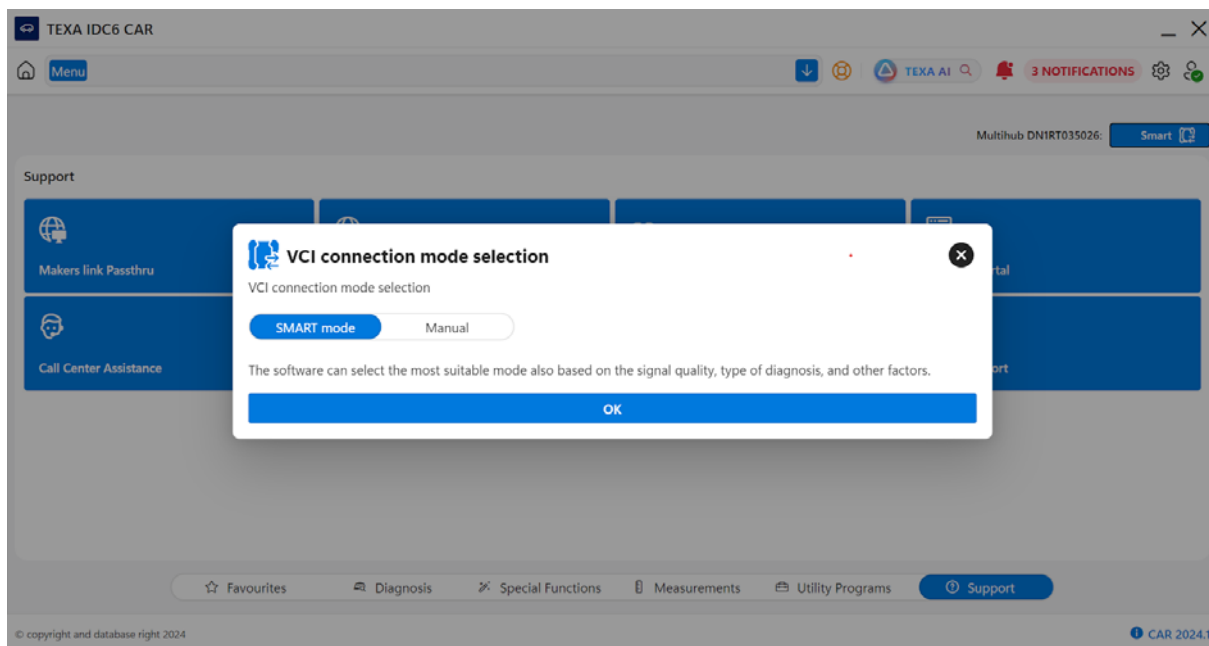 TEXA IDC6 CAR
Menu
TEXA AI
3 NOTIFICATIONS
Multihub DN1RT035026:
Smart
Support
Makers link Passthru
VCI connection mode selection
VCI connection mode selection
SMART mode
Manual
The software can select the most suitable mode also based on the signal quality, type of diagnosis, and other factors.
OK
Call Center Assistance
Favourites
Diagnosis
Special Functions
Measurements
Utility Programs
Support
© copyright and database right 2024
CAR 2024.1